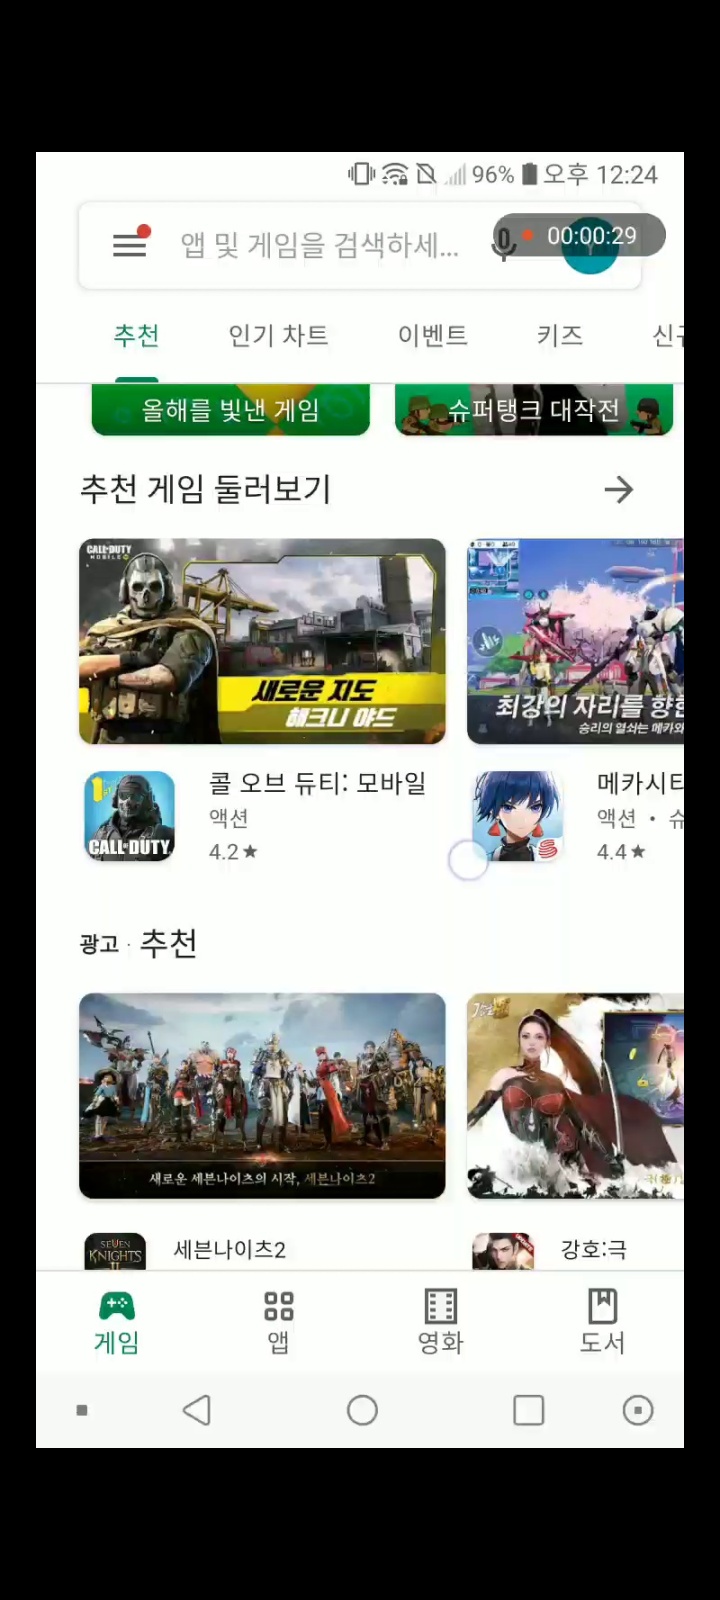 96% 오후 12:24
앱 및 게임을 검색하세...
00:00:29
추천 인기 차트 이벤트 키즈 신규
올해를 빛낸 게임 슈퍼탱크 대작전
추천 게임 둘러보기
CALL OF DUTY
MOBILE
새로운 지도
해크니 야드
최강의 자리를 향한
승리의 열쇠는 메카와
콜 오브 듀티: 모바일
액션
4.2★
CALL OF DUTY
메카시티
액션 • 슈
4.4★
광고 · 추천
새로운 세븐나이츠의 시작, 세븐나이츠2
SEVEN
KNIGHTS
II
세븐나이츠2
강호:극
게임 앱 영화 도서